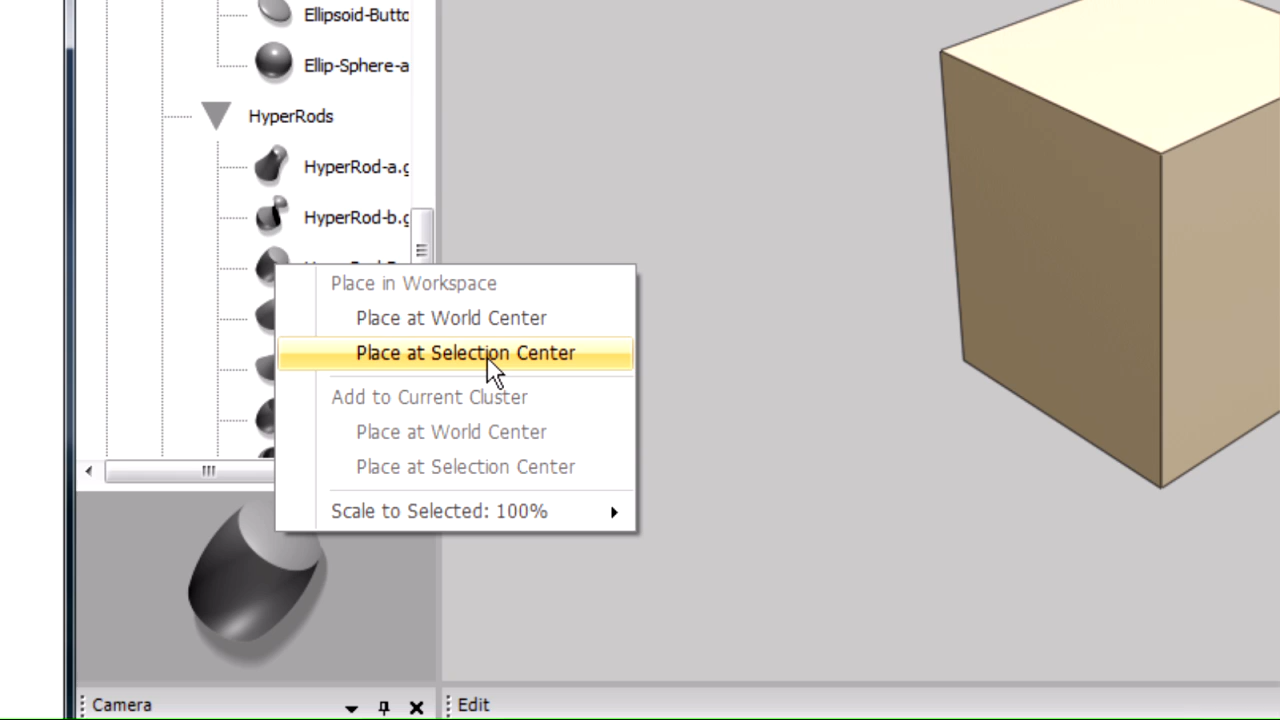 Ellipsoid-Butto
Ellip-Sphere-a
HyperRods
HyperRod-a.g
HyperRod-b.g
Place in Workspace
Place at World Center
Place at Selection Center
Add to Current Cluster
Place at World Center
Place at Selection Center
Scale to Selected: 100%
Camera
Edit